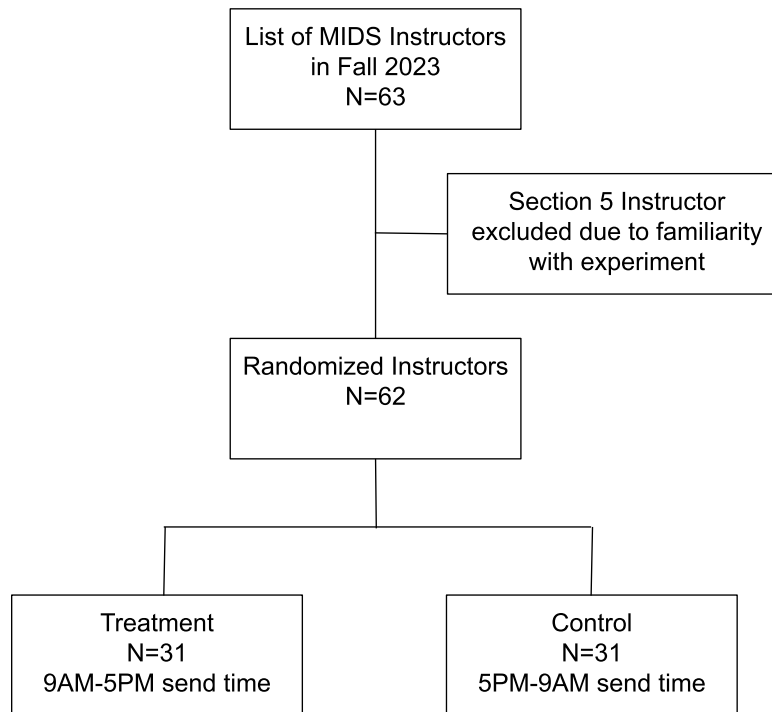 List of MIDS Instructors
in Fall 2023
N=63
Section 5 Instructor
excluded due to familiarity
with experiment
Randomized Instructors
N=62
Treatment
N=31
9AM-5PM send time
Control
N=31
5PM-9AM send time